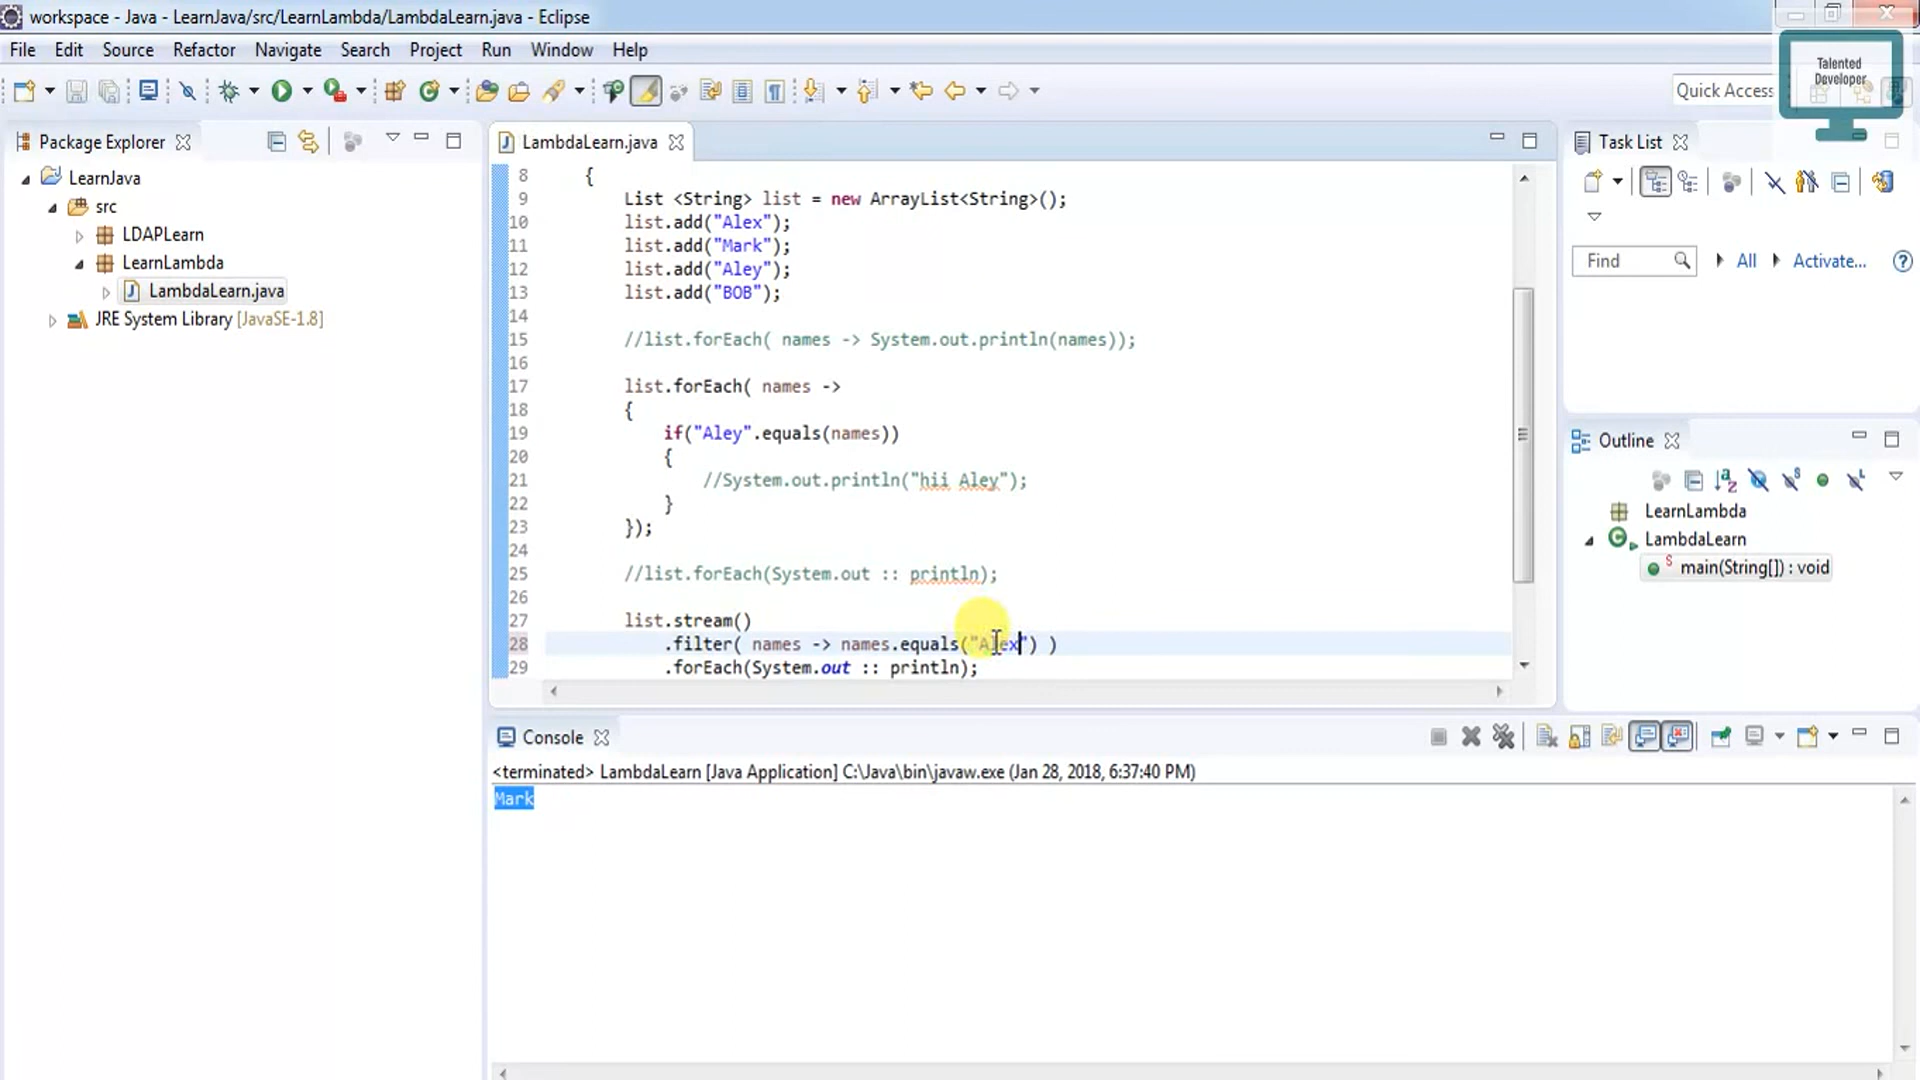 workspace - Java - LearnJava/src/LearnLambda/LambdaLearn.java - Eclipse
File Edit Source Refactor Navigate Search Project Run Window Help
Talented
Developer
Quick Access
Package Explorer
LearnJava
src
LDAPLearn
LearnLambda
LambdaLearn.java
JRE System Library [JavaSE-1.8]
LambdaLearn.java
8 {
9 List <String> list = new ArrayList<String>();
10 list.add("Alex");
11 list.add("Mark");
12 list.add("Aley");
13 list.add("BOB");
14
15 //list.forEach( names -> System.out.println(names));
16
17 list.forEach( names ->
18 {
19 if("Aley".equals(names))
20 {
21 //System.out.println("hii Aley");
22 }
23 });
24
25 //list.forEach(System.out :: println);
26
27 list.stream()
28 .filter( names -> names.equals("Alex") )
29 .forEach(System.out :: println);
Task List
Find All Activate...
Outline
LearnLambda
LambdaLearn
main(String[]) : void
Console
<terminated> LambdaLearn [Java Application] C:\Java\bin\javaw.exe (Jan 28, 2018, 6:37:40 PM)
Mark